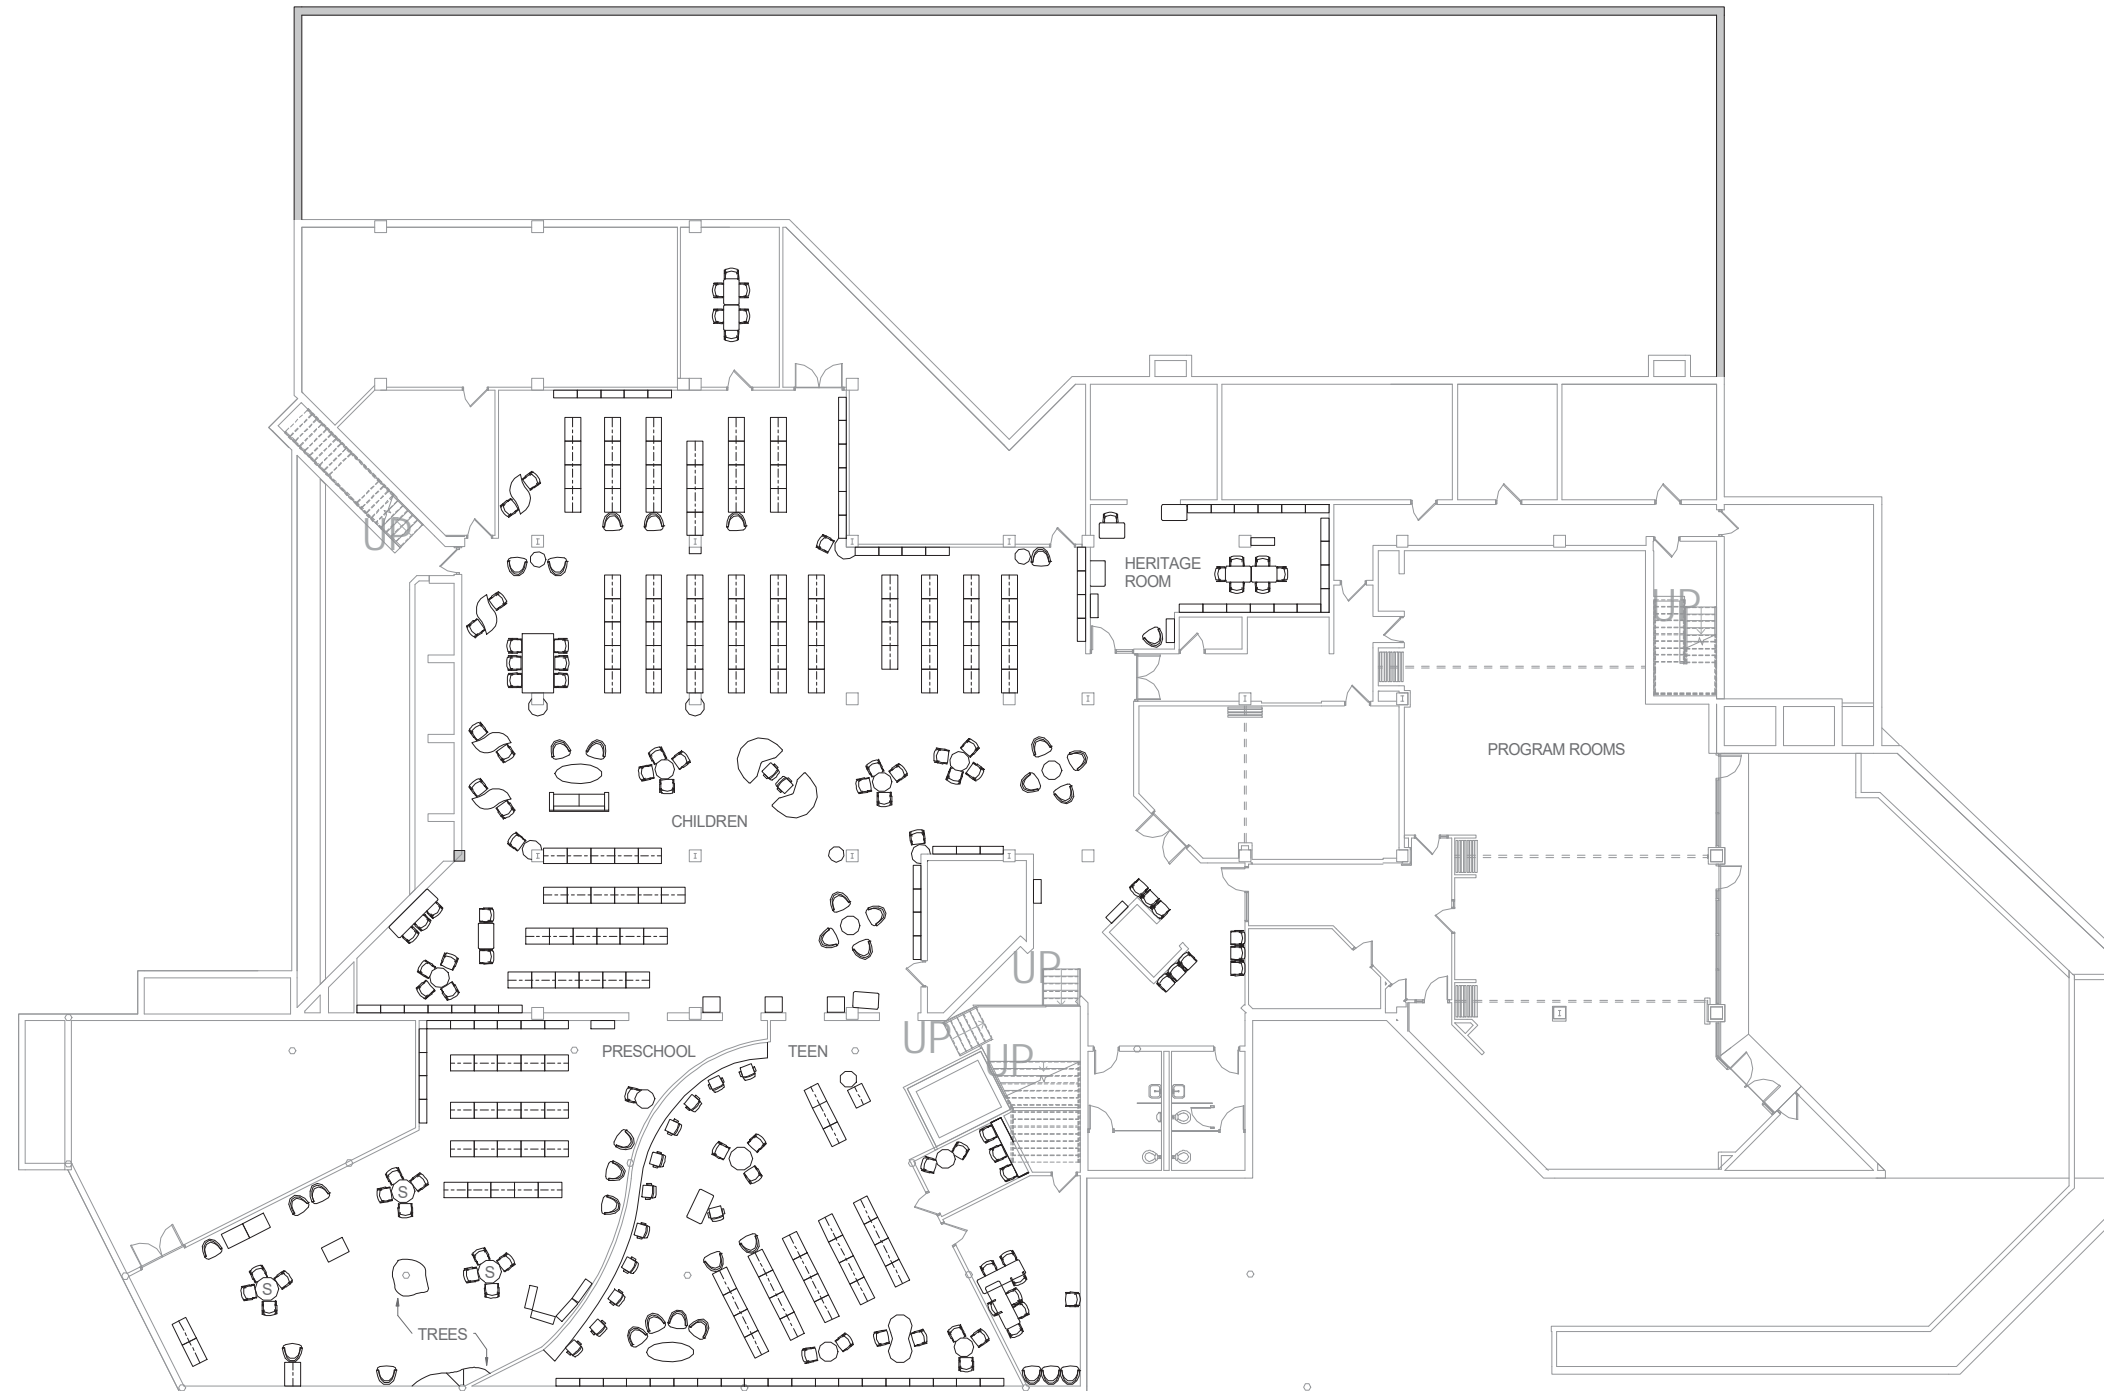 UP
HERITAGE
ROOM
UP
PROGRAM ROOMS
CHILDREN
UP
UP
UP
PRESCHOOL
TEEN
S
S
S
TREES